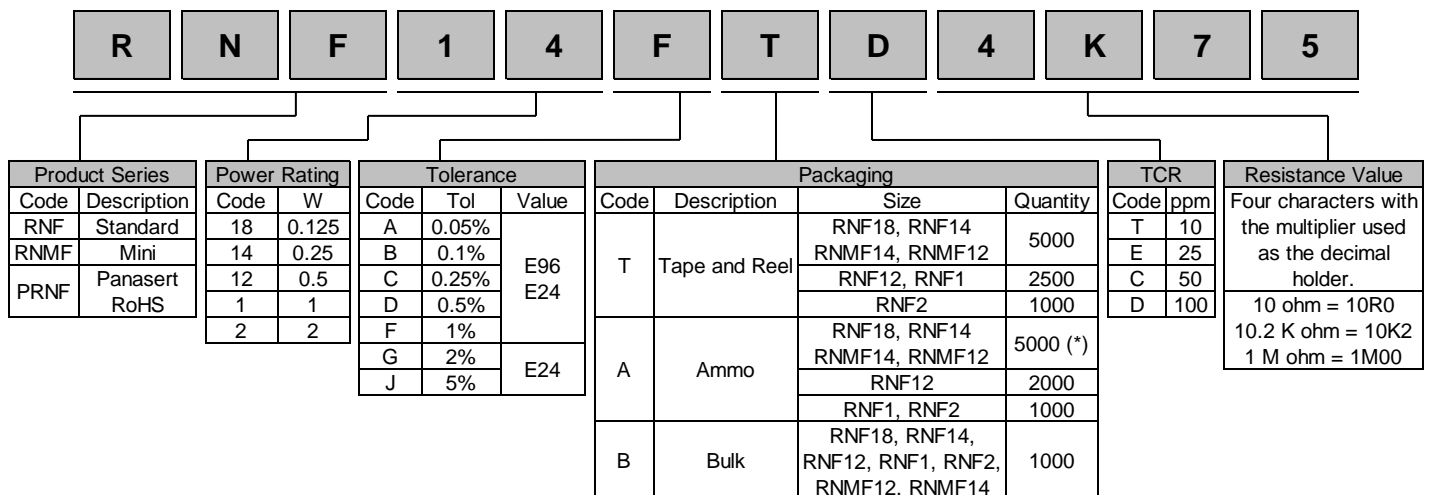 R N F 1 4 F T D 4 K 7 5
Product Series
Code Description
RNF Standard
RNMF Mini
PRNF Panasert RoHS
Power Rating
Code W
18 0.125
14 0.25
12 0.5
1 1
2 2
Tolerance
Code Tol Value
A 0.05%
B 0.1%
C 0.25%
D 0.5%
F 1%
E96
E24
G 2%
J 5%
E24
Packaging
Code Description Size Quantity
T Tape and Reel
RNF18, RNF14
RNMF14, RNMF12
5000
RNF12, RNF1 2500
RNF2 1000
A Ammo
RNF18, RNF14
RNMF14, RNMF12
5000 (*)
RNF12 2000
RNF1, RNF2 1000
B Bulk
RNF18, RNF14,
RNF12, RNF1, RNF2,
RNMF12, RNMF14
1000
TCR
Code ppm
T 10
E 25
C 50
D 100
Resistance Value
Four characters with
the multiplier used
as the decimal
holder.
10 ohm = 10R0
10.2 K ohm = 10K2
1 M ohm = 1M00